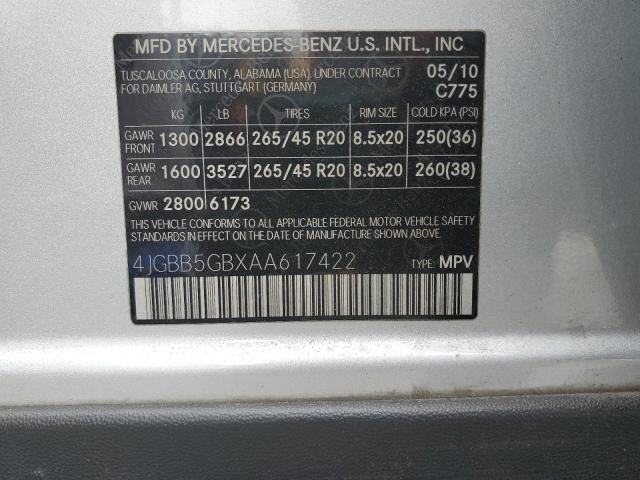 MFD BY MERCEDES-BENZ U.S. INTL., INC
TUSCALOOSA COUNTY, ALABAMA (USA). UNDER CONTRACT 05/10
FOR DAIMLER AG, STUTTGART (GERMANY) C775
KG LB TIRES RIM SIZE COLD KPA (PSI)
GAWR FRONT 1300 2866 265/45 R20 8.5x20 250(36)
GAWR REAR 1600 3527 265/45 R20 8.5x20 260(38)
GVWR 2800 6173
THIS VEHICLE CONFORMS TO ALL APPLICABLE FEDERAL MOTOR VEHICLE SAFETY
STANDARDS IN EFFECT ON THE DATE OF MANUFACTURE SHOWN ABOVE.
4JGBB5GBXAA617422
TYPE: MPV